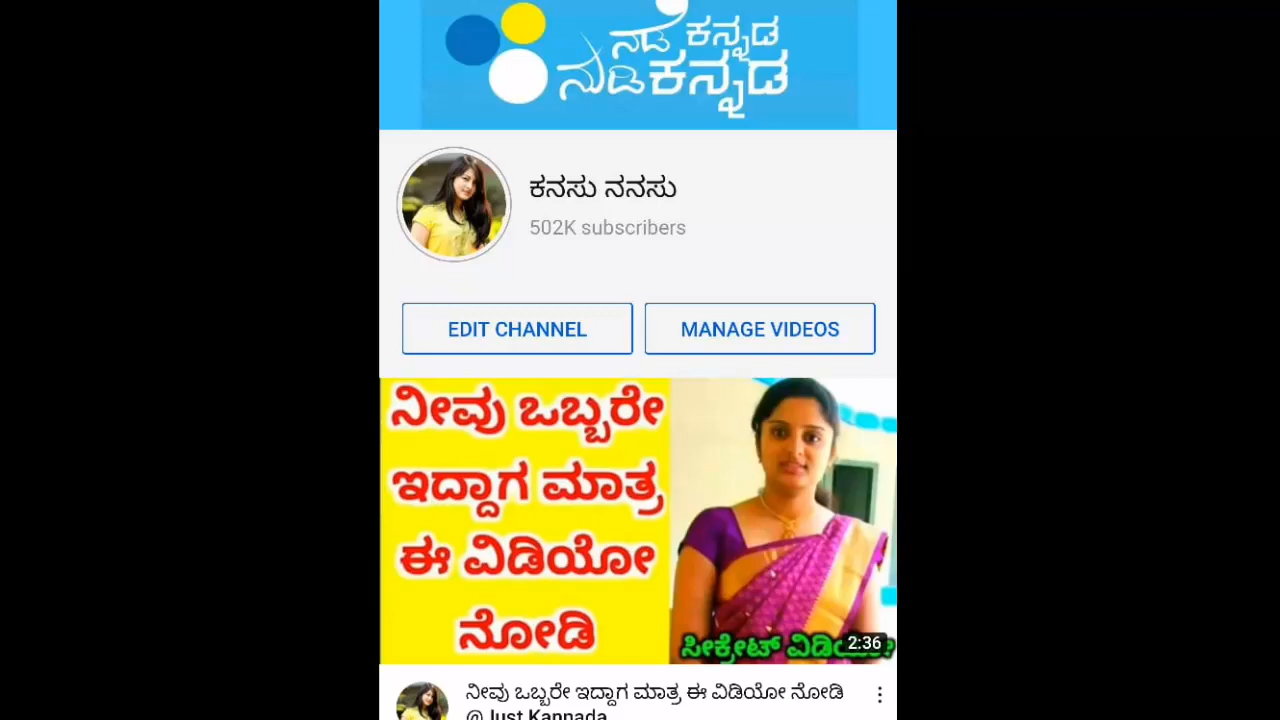 ನಡೆ ಕನ್ನಡ
ನುಡಿ ಕನ್ನಡ
ಕನಸು ನನಸು
502K subscribers
EDIT CHANNEL
MANAGE VIDEOS
ನೀವು ಒಬ್ಬರೇ
ಇದ್ದಾಗ ಮಾತ್ರ
ಈ ವಿಡಿಯೋ
ನೋಡಿ
ಸೀಕ್ರೇಟ್ ವಿಡಿಯೋ
2:36
ನೀವು ಒಬ್ಬರೇ ಇದ್ದಾಗ ಮಾತ್ರ ಈ ವಿಡಿಯೋ ನೋಡಿ
@Just Kannada